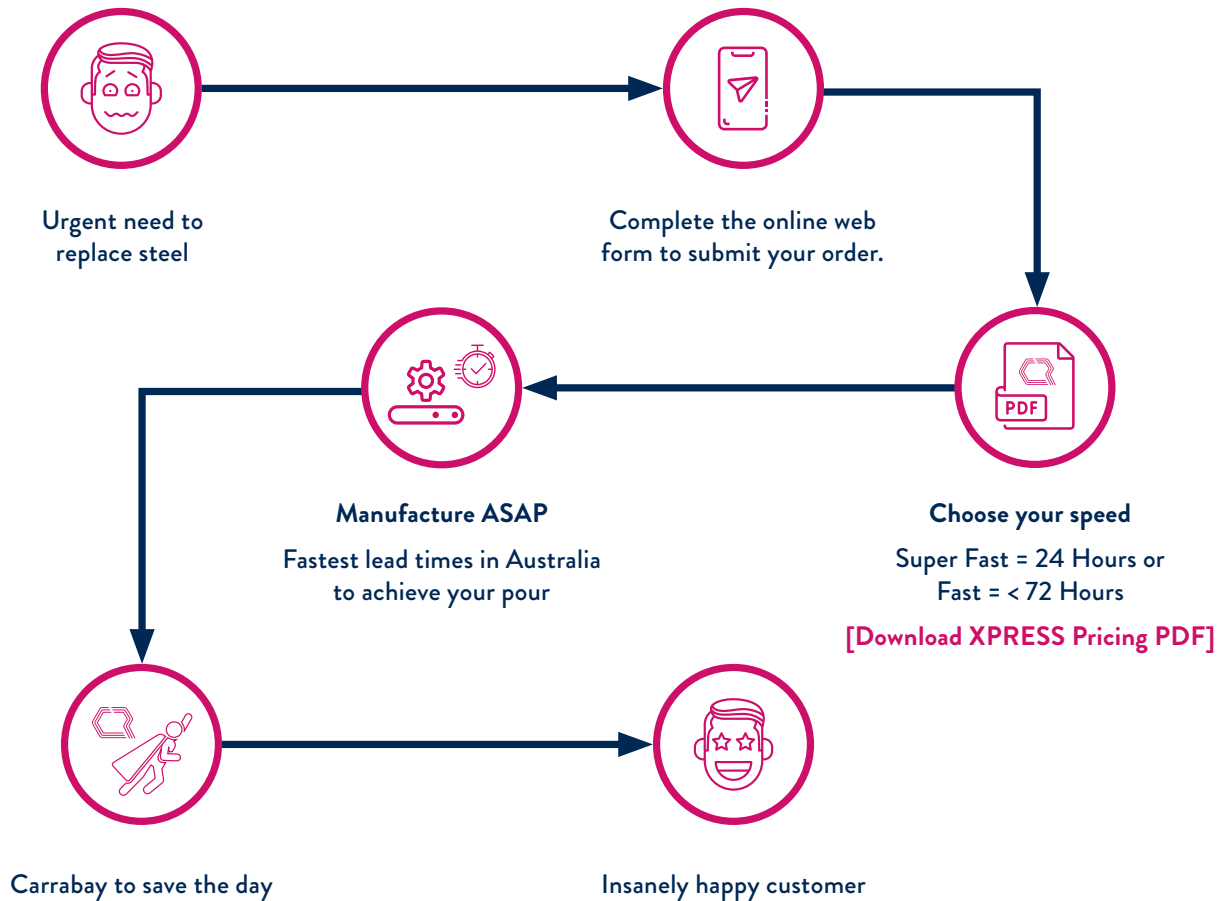 Urgent need to
replace steel
Complete the online web
form to submit your order.
PDF
Choose your speed
Super Fast = 24 Hours or
Fast = < 72 Hours
[Download XPRESS Pricing PDF]
Manufacture ASAP
Fastest lead times in Australia
to achieve your pour
Carrabay to save the day
Insanely happy customer